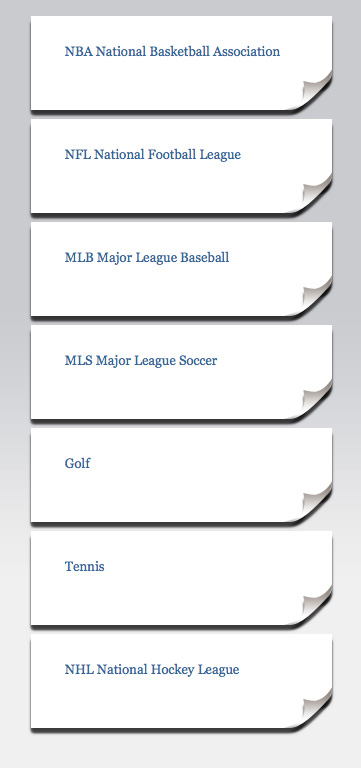 NBA National Basketball Association
NFL National Football League
MLB Major League Baseball
MLS Major League Soccer
Golf
Tennis
NHL National Hockey League